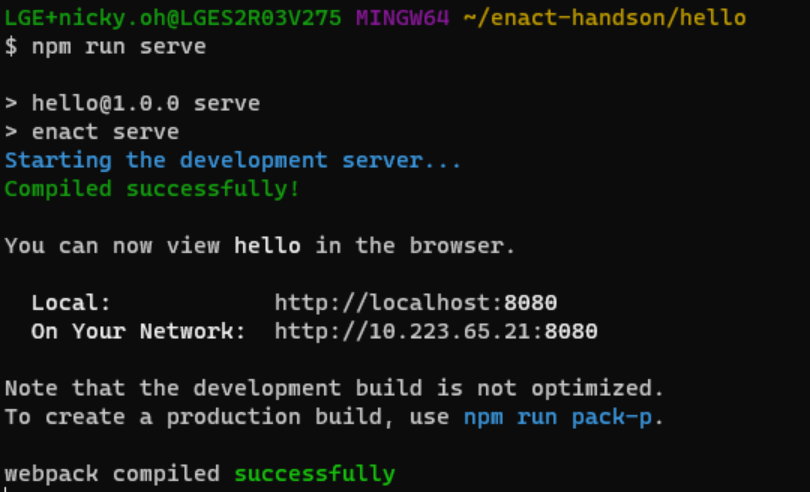 LGE+nicky.oh@LGES2R03V275 MINGW64 ~/enact-handson/hello
$ npm run serve
> hello@1.0.0 serve
> enact serve
Starting the development server...
Compiled successfully!
You can now view hello in the browser.
Local: http://localhost:8080
On Your Network: http://10.223.65.21:8080
Note that the development build is not optimized.
To create a production build, use npm run pack-p.
webpack compiled successfully